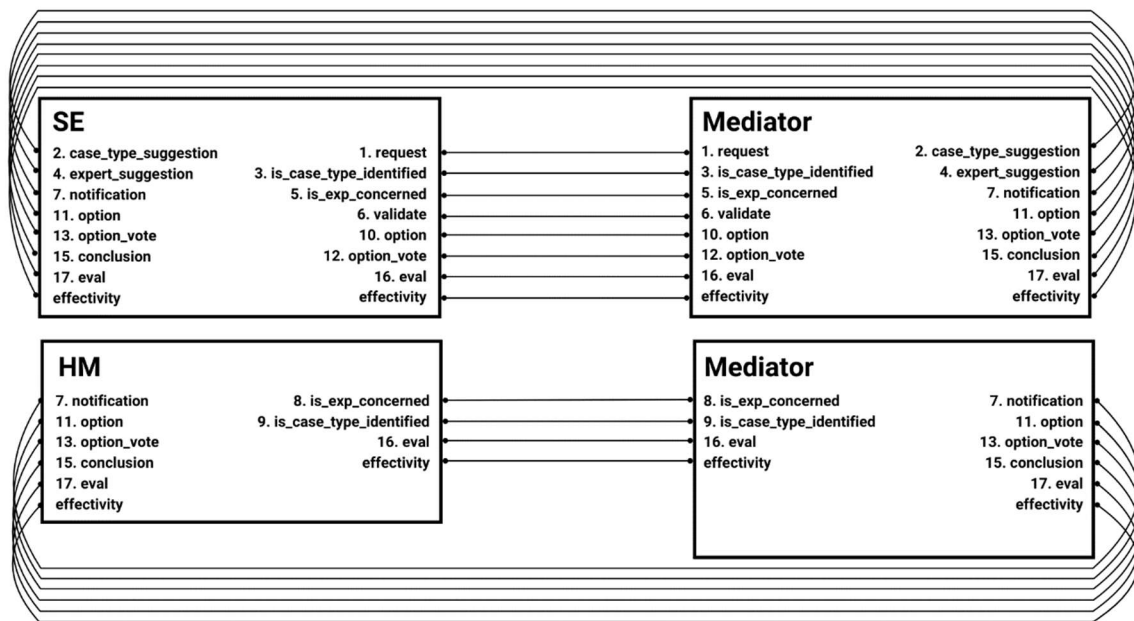 SE
2. case_type_suggestion
4. expert_suggestion
7. notification
11. option
13. option_vote
15. conclusion
17. eval
effectivity
1. request
3. is_case_type_identified
5. is_exp_concerned
6. validate
10. option
12. option_vote
16. eval
effectivity
Mediator
1. request
3. is_case_type_identified
5. is_exp_concerned
6. validate
10. option
12. option_vote
16. eval
effectivity
2. case_type_suggestion
4. expert_suggestion
7. notification
11. option
13. option_vote
15. conclusion
17. eval
effectivity
HM
7. notification
11. option
13. option_vote
15. conclusion
17. eval
effectivity
8. is_exp_concerned
9. is_case_type_identified
16. eval
effectivity
Mediator
8. is_exp_concerned
9. is_case_type_identified
16. eval
effectivity
7. notification
11. option
13. option_vote
15. conclusion
17. eval
effectivity